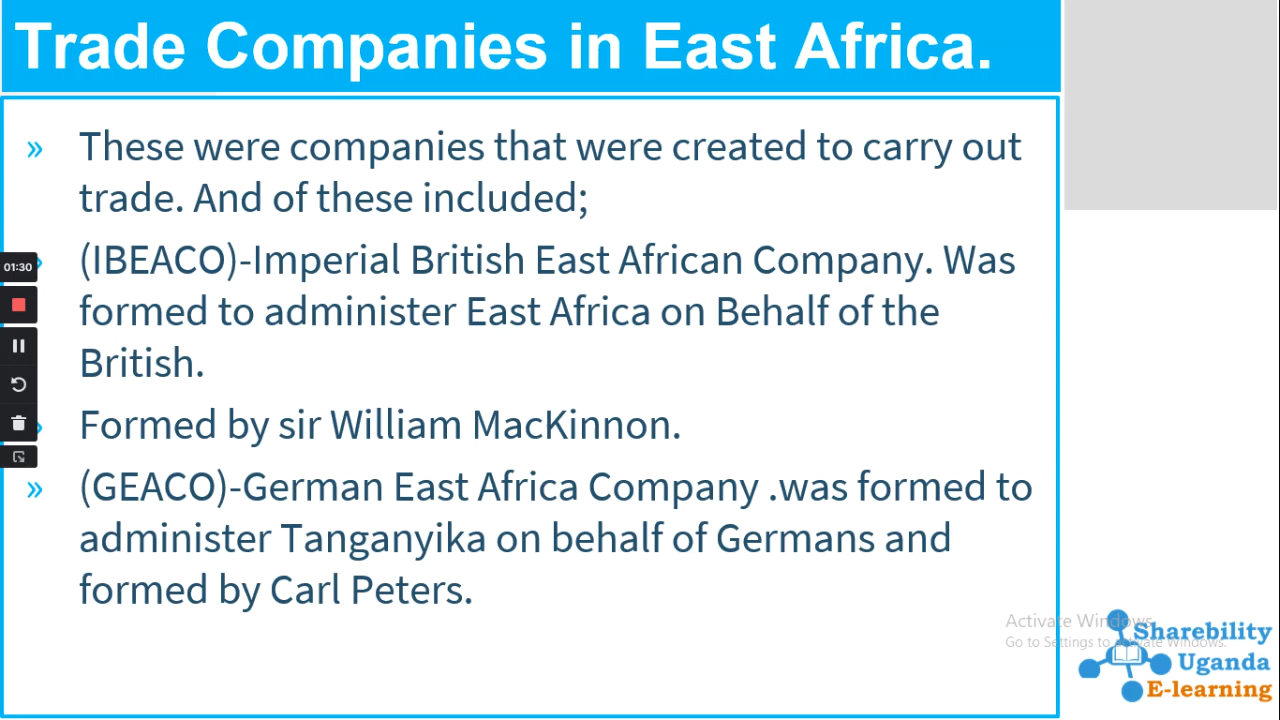 Trade Companies in East Africa.
» These were companies that were created to carry out
trade. And of these included;
(IBEACO)-Imperial British East African Company. Was
formed to administer East Africa on Behalf of the
British.
Formed by sir William MacKinnon.
» (GEACO)-German East Africa Company .was formed to
administer Tanganyika on behalf of Germans and
formed by Carl Peters.
01:30
Activate Windows
Go to Settings to activate Windows.
Sharebility
Uganda
E-learning